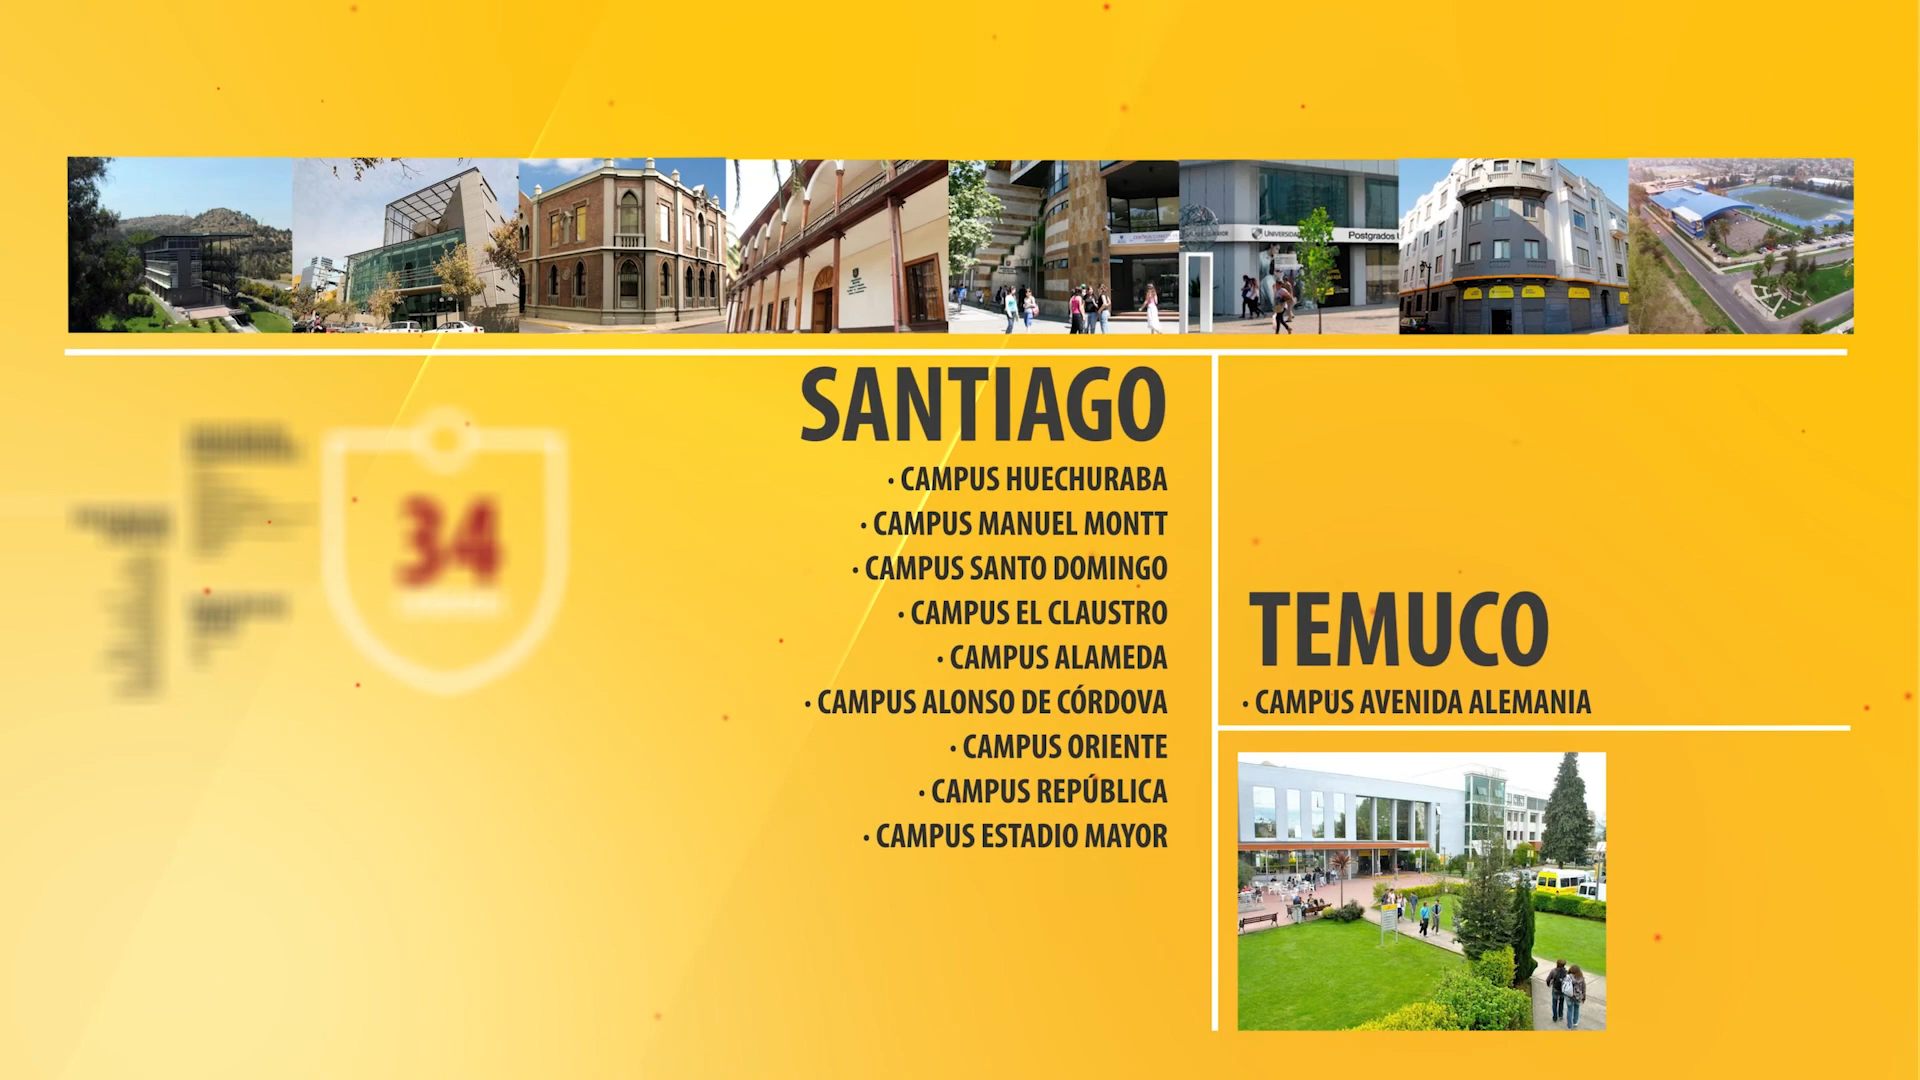 UNIVERSIDAD
Postgrados
34
SANTIAGO
· CAMPUS HUECHURABA
· CAMPUS MANUEL MONTT
· CAMPUS SANTO DOMINGO
· CAMPUS EL CLAUSTRO
· CAMPUS ALAMEDA
· CAMPUS ALONSO DE CÓRDOVA
· CAMPUS ORIENTE
· CAMPUS REPÚBLICA
· CAMPUS ESTADIO MAYOR
TEMUCO
· CAMPUS AVENIDA ALEMANIA